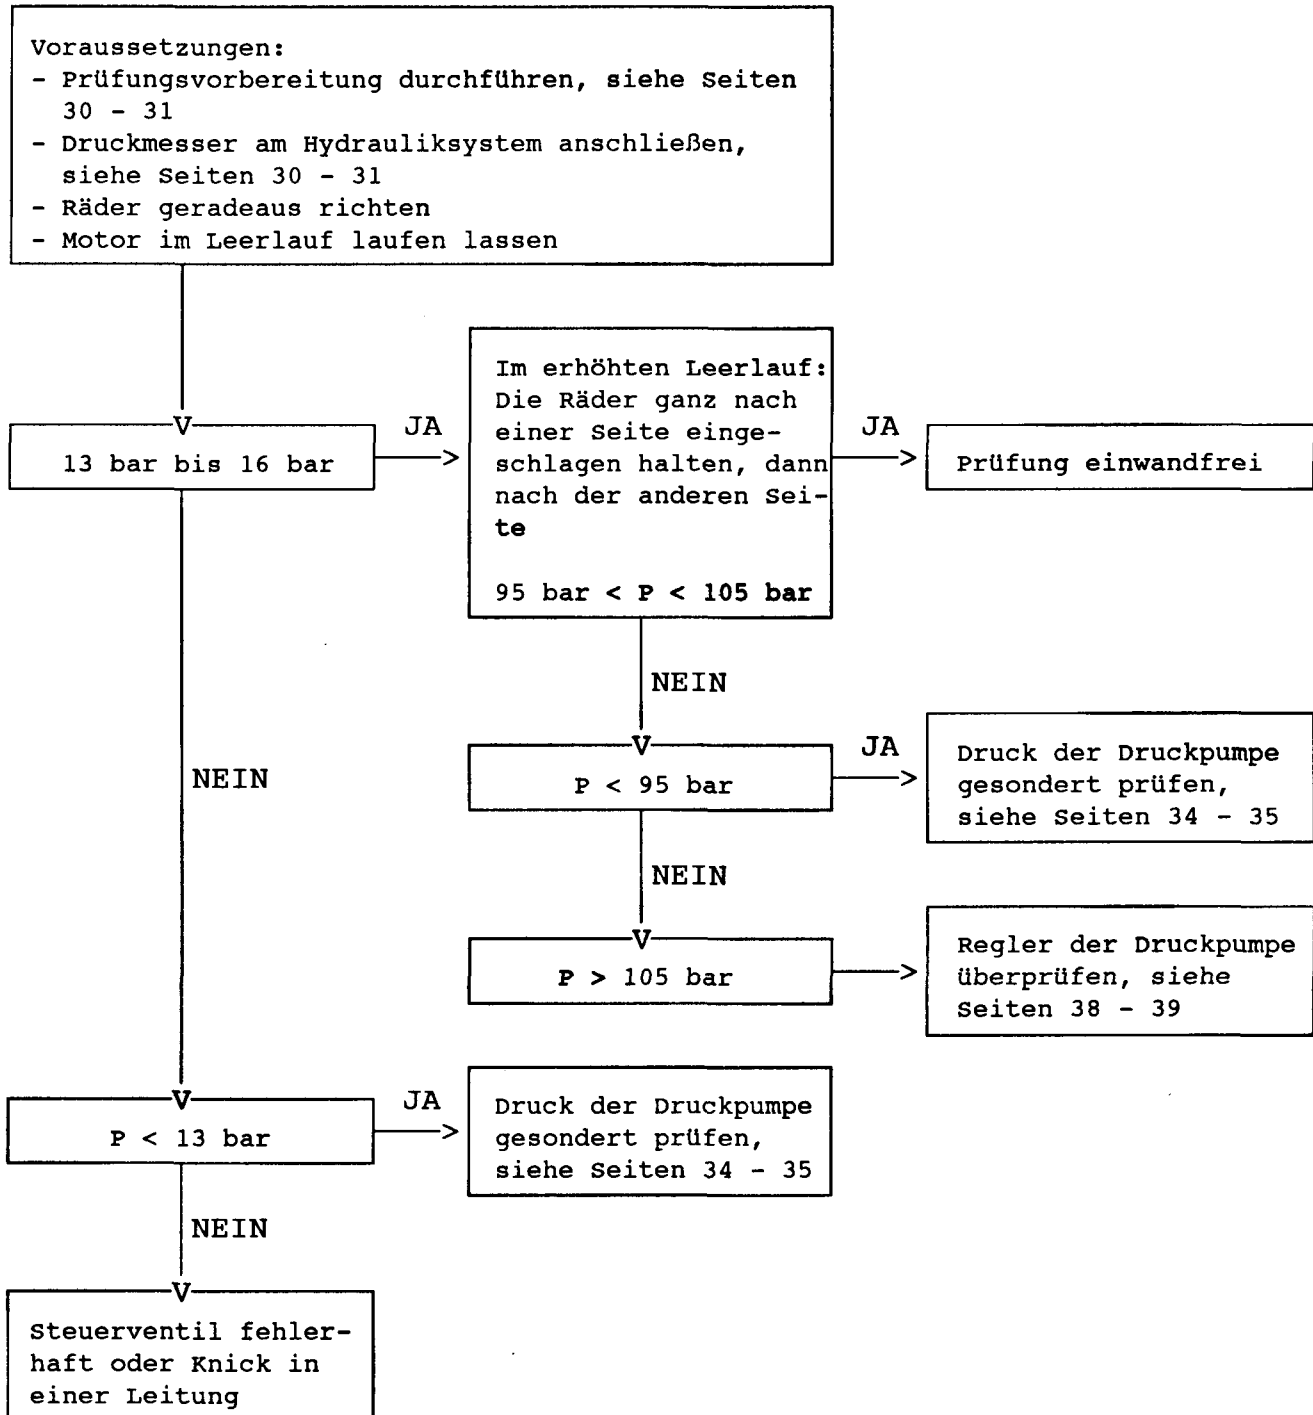 Voraussetzungen:
- Prüfungsvorbereitung durchführen, siehe Seiten
30 - 31
- Druckmesser am Hydrauliksystem anschließen,
siehe Seiten 30 - 31
- Räder geradeaus richten
- Motor im Leerlauf laufen lassen
V
13 bar bis 16 bar
JA
>
Im erhöhten Leerlauf:
Die Räder ganz nach
einer Seite einge-
schlagen halten, dann
nach der anderen Sei-
te
95 bar < P < 105 bar
JA
>
Prüfung einwandfrei
NEIN
V
P < 95 bar
JA
>
Druck der Druckpumpe
gesondert prüfen,
siehe Seiten 34 - 35
NEIN
V
P > 105 bar
>
Regler der Druckpumpe
überprüfen, siehe
Seiten 38 - 39
NEIN
V
P < 13 bar
JA
>
Druck der Druckpumpe
gesondert prüfen,
siehe Seiten 34 - 35
NEIN
V
Steuerventil fehler-
haft oder Knick in
einer Leitung